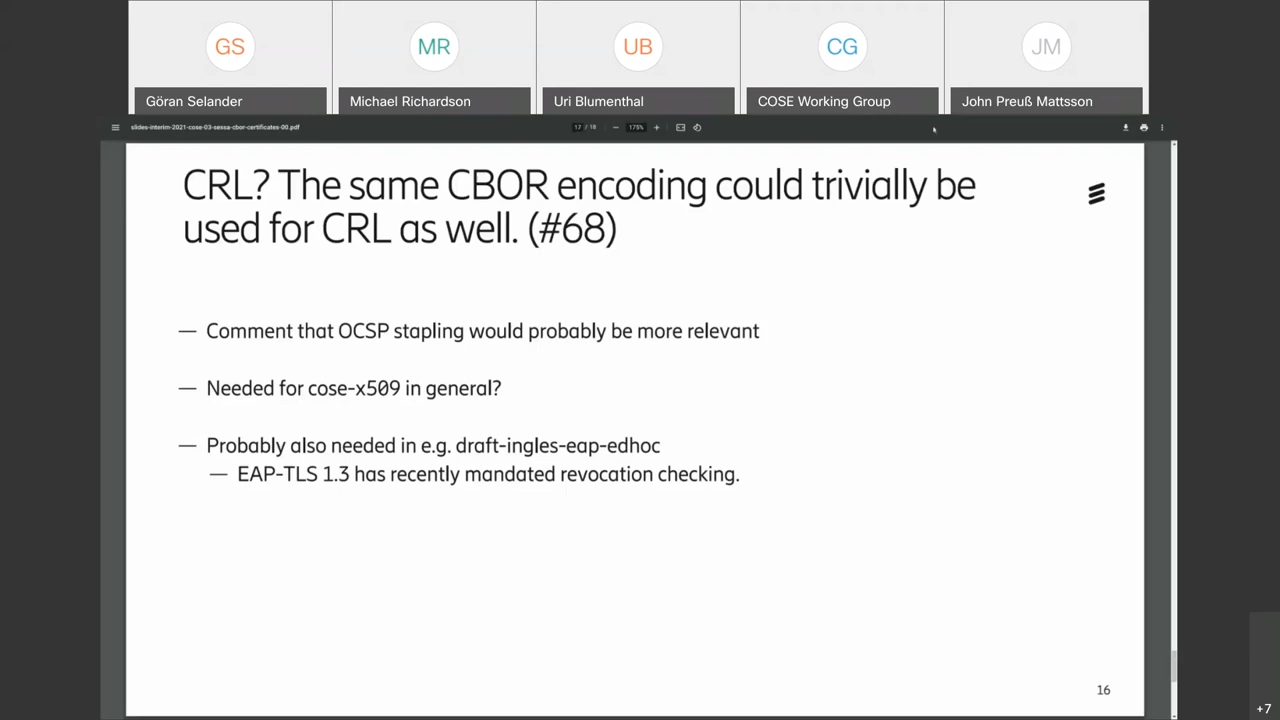 GS
MR
UB
CG
JM
Göran Selander
Michael Richardson
Uri Blumenthal
COSE Working Group
John Preuß Mattsson
slides-interim-2021-cose-03-sessa-cbor-certificates-00.pdf
17 / 18
175%
CRL? The same CBOR encoding could trivially be
used for CRL as well. (#68)
— Comment that OCSP stapling would probably be more relevant
— Needed for cose-x509 in general?
— Probably also needed in e.g. draft-ingles-eap-edhoc
— EAP-TLS 1.3 has recently mandated revocation checking.
16
+7